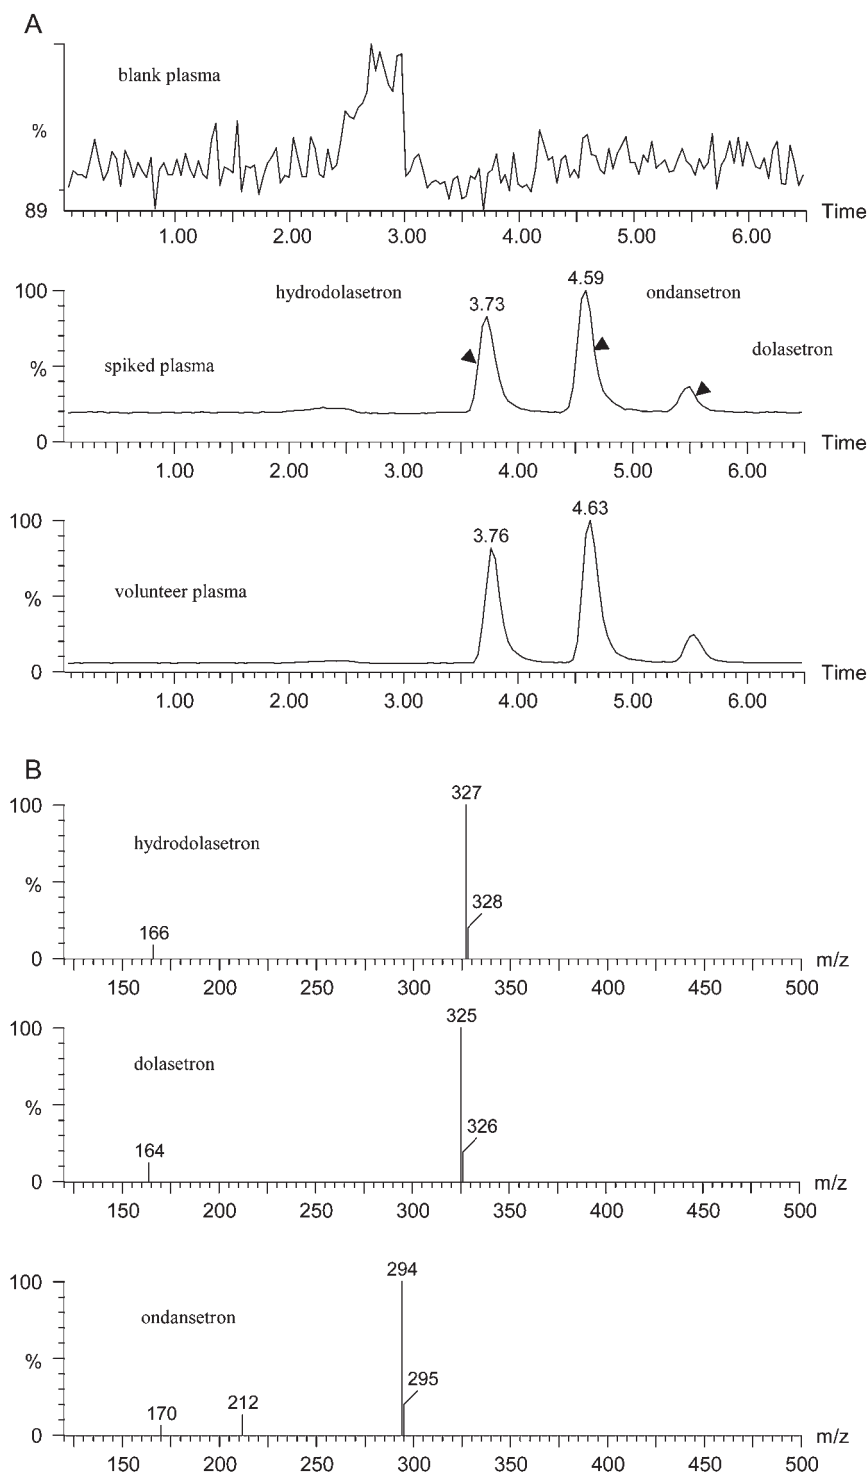 A
blank plasma
%
89
1.00 2.00 3.00 4.00 5.00 6.00 Time
100
hydrodolasetron
3.73
4.59
ondansetron
dolasetron
%
spiked plasma
0
Time
1.00 2.00 3.00 4.00 5.00 6.00
100
3.76
4.63
%
volunteer plasma
0
Time
1.00 2.00 3.00 4.00 5.00 6.00
B
100
327
hydrodolasetron
%
328
166
0
m/z
150 200 250 300 350 400 450 500
100
325
dolasetron
%
326
164
0
m/z
150 200 250 300 350 400 450 500
100
294
ondansetron
%
295
170
212
0
m/z
150 200 250 300 350 400 450 500